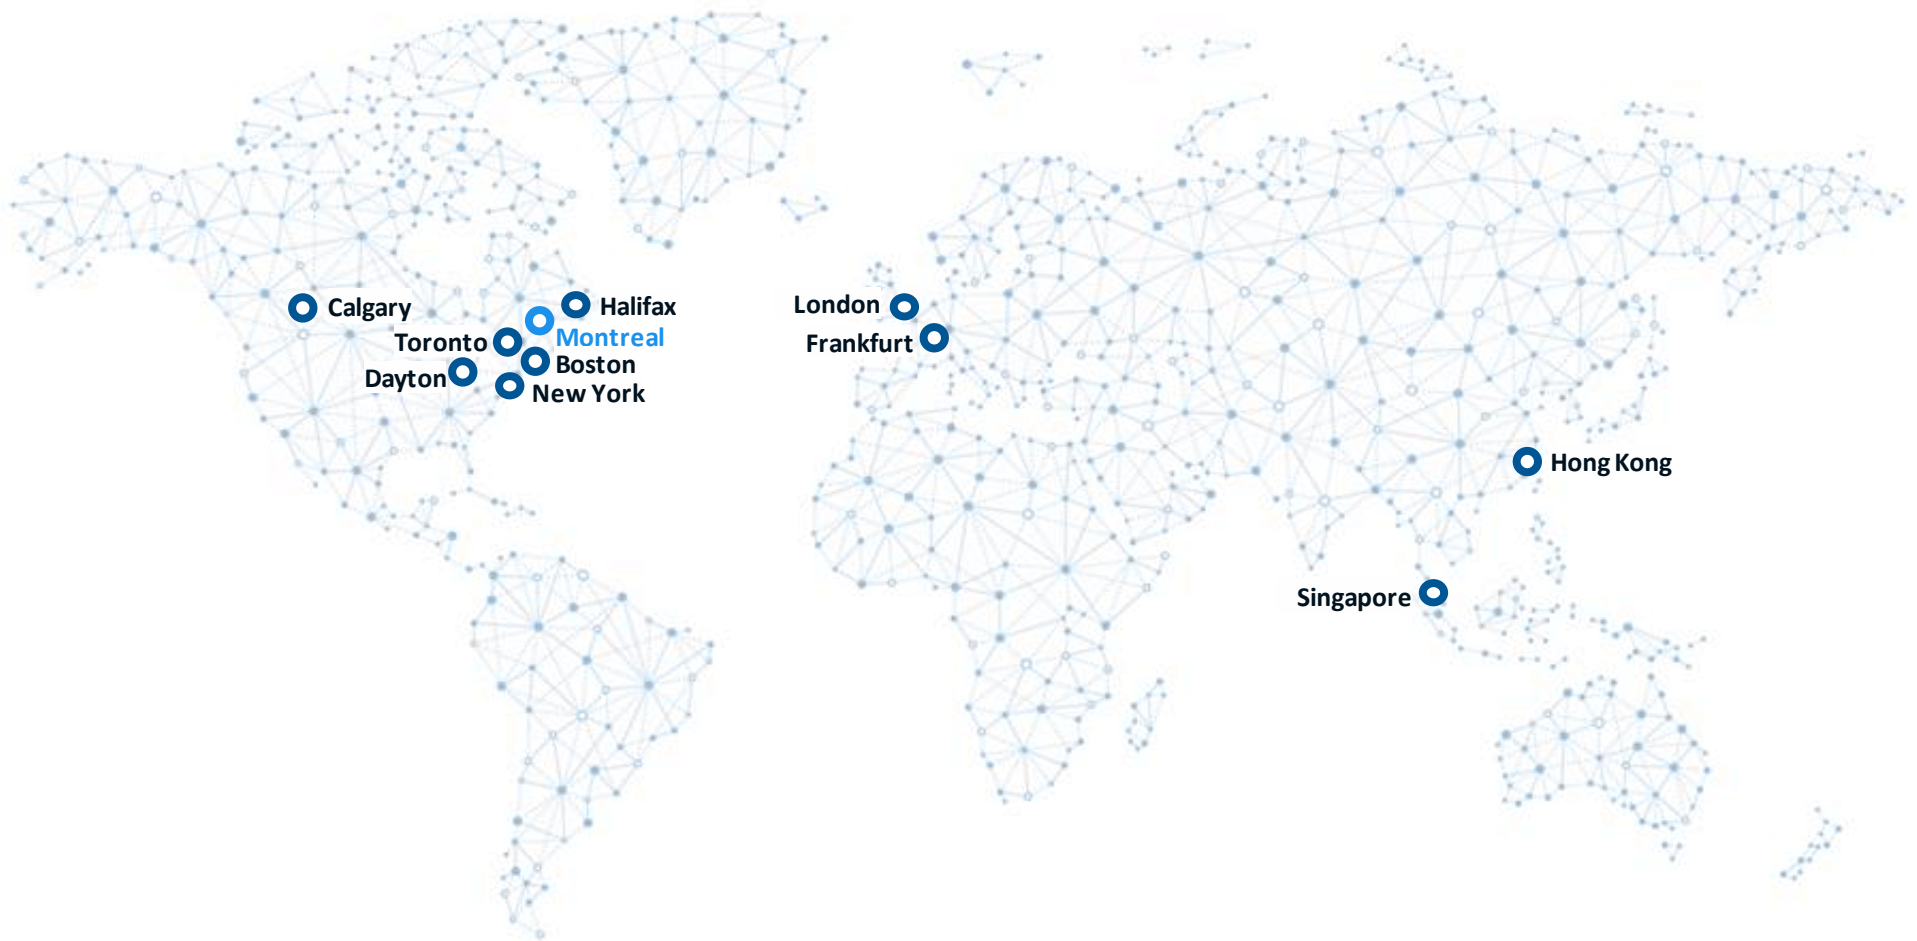 Calgary
Halifax
Montreal
Toronto
Boston
Dayton
New York
London
Frankfurt
Hong Kong
Singapore